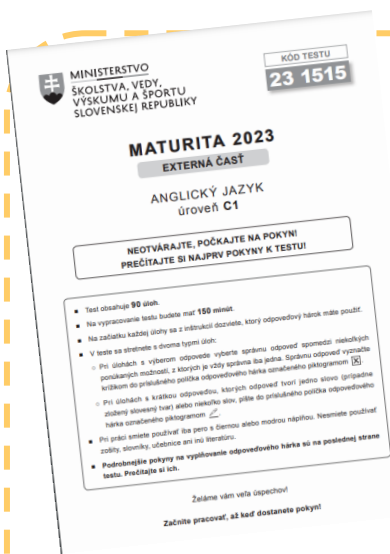 MINISTERSTVO
ŠKOLSTVA, VEDY,
VÝSKUMU A ŠPORTU
SLOVENSKEJ REPUBLIKY
KÓD TESTU
23 1515
MATURITA 2023
EXTERNÁ ČASŤ
ANGLICKÝ JAZYK
úroveň C1
NEOTVÁRAJTE, POČKAJTE NA POKYN!
PREČÍTAJTE SI NAJPRV POKYNY K TESTU!
▪ Test obsahuje 90 úloh.
▪ Na vypracovanie testu budete mať 150 minút.
▪ Na začiatku každej úlohy sa z inštrukcií dozviete, ktorý odpoveďový hárok máte použiť.
▪ V teste sa stretnete s dvoma typmi úloh:
○ Pri úlohách s výberom odpovede vyberte správnu odpoveď spomedzi niekoľkých
ponúkaných možností, z ktorých je vždy správna iba jedna. Správnu odpoveď vyznačte
krížikom do príslušného políčka odpoveďového hárka označeného piktogramom
○ Pri úlohách s krátkou odpoveďou, ktorých odpoveď tvorí jedno slovo (prípadne
zložený slovesný tvar) alebo niekoľko slov, píšte do príslušného políčka odpoveďového
hárka označeného piktogramom
▪ Pri práci smiete používať iba pero s čiernou alebo modrou náplňou. Nesmiete používať
zošity, slovníky, učebnice ani inú literatúru.
▪ Podrobnejšie pokyny na vyplňovanie odpoveďového hárka sú na poslednej strane
testu. Prečítajte si ich.
Želáme vám veľa úspechov!
Začnite pracovať, až keď dostanete pokyn!